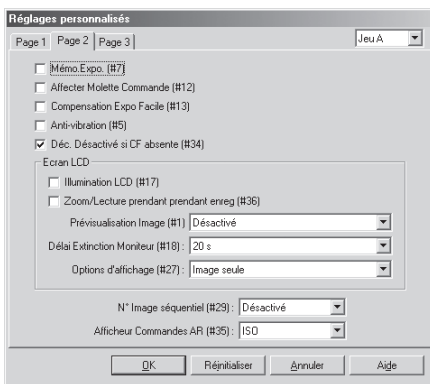 Réglages personnalisés
Page 1 Page 2 Page 3 Jeu A
Mémo.Expo. (#7)
Affecter Molette Commande (#12)
Compensation Expo Facile (#13)
Anti-vibration (#5)
Déc. Désactivé si CF absente (#34)
Ecran LCD
Illumination LCD (#17)
Zoom/Lecture prendant prendant enreg (#36)
Prévisualisation Image (#1) Désactivé
Délai Extinction Moniteur (#18) : 20 s
Options d'affichage (#27) : Image seule
N° Image séquentiel (#29) : Désactivé
Afficheur Commandes AR (#35) : ISO
OK Réinitialiser Annuler Aide